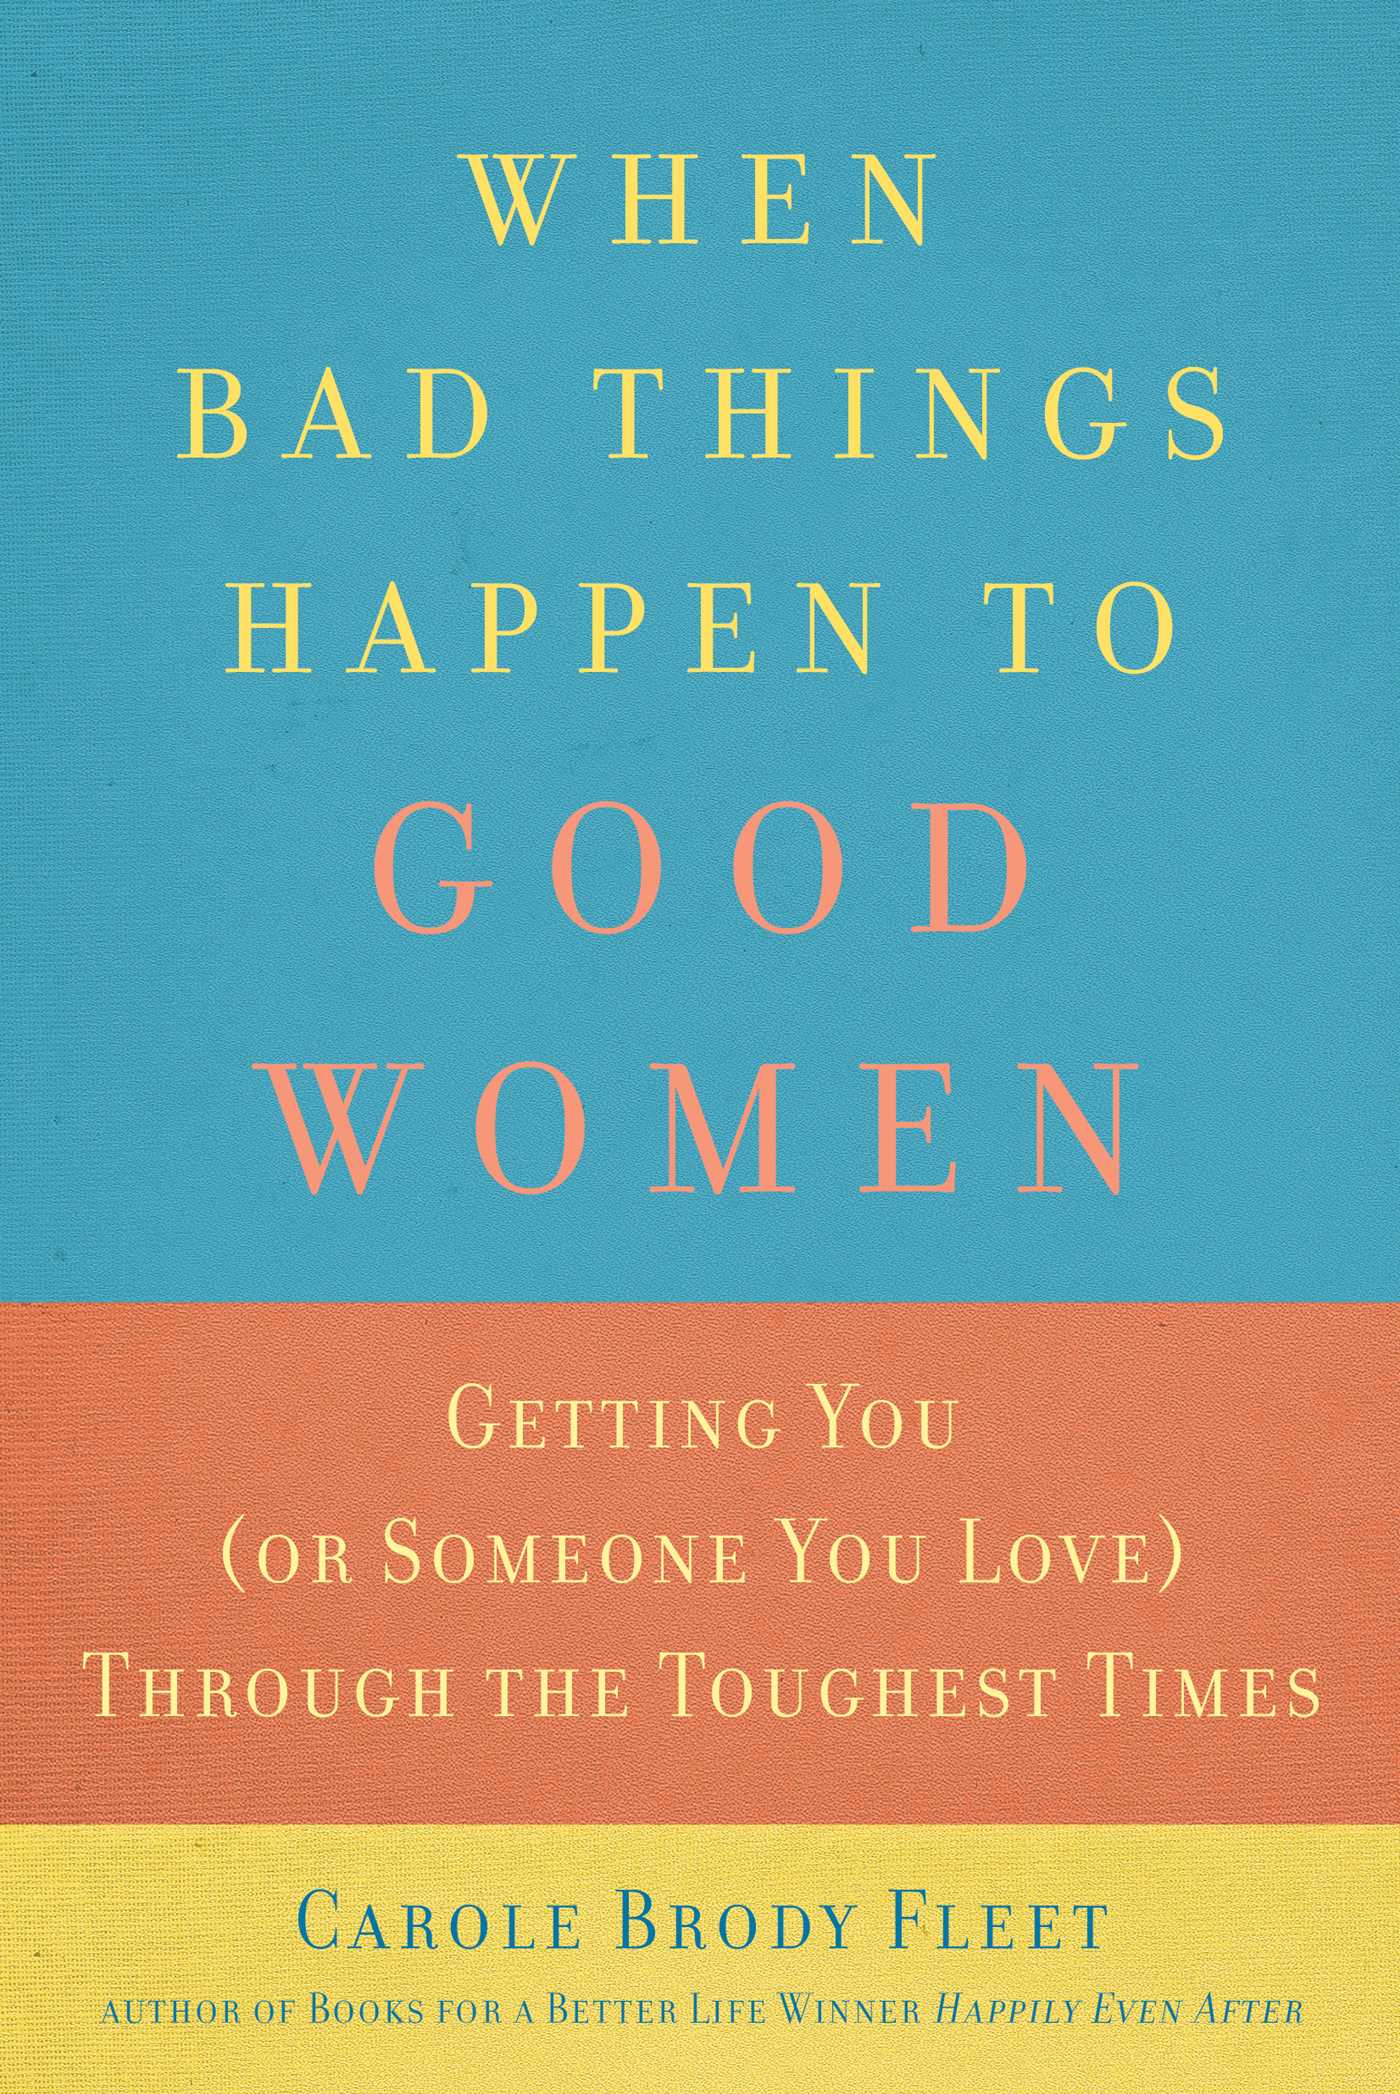 WHEN
BAD THINGS
HAPPEN TO
GOOD
WOMEN
GETTING YOU
(OR SOMEONE YOU LOVE)
THROUGH THE TOUGHEST TIMES
CAROLE BRODY FLEET
AUTHOR OF BOOKS FOR A BETTER LIFE WINNER HAPPILY EVEN AFTER